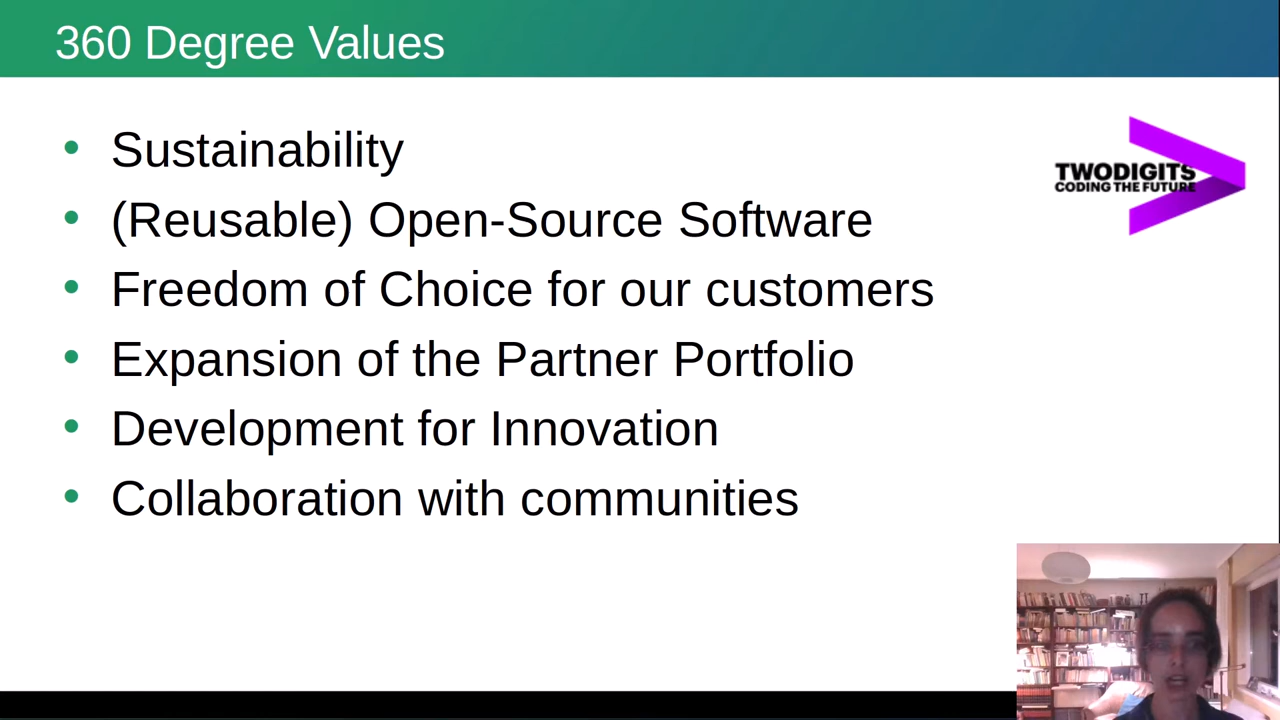 360 Degree Values
Sustainability
(Reusable) Open-Source Software
Freedom of Choice for our customers
Expansion of the Partner Portfolio
Development for Innovation
Collaboration with communities
TWODIGITS
CODING THE FUTURE